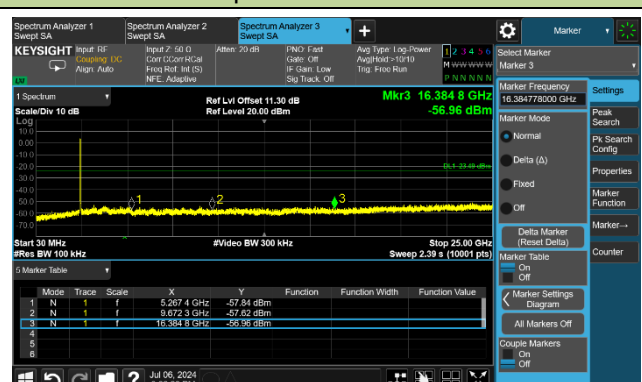 Spectrum Analyzer 1
Swept SA
Spectrum Analyzer 2
Swept SA
Spectrum Analyzer 3
Swept SA
Marker
KEYSIGHT
Input: RF
Coupling: DC
Align: Auto
Input Z: 50 Ω
Corr CCorr RCal
Freq Ref: Int (S)
NFE: Adaptive
Atten: 20 dB
PNO: Fast
Gate: Off
IF Gain: Low
Sig Track: Off
Avg Type: Log-Power
Avg|Hold:>10/10
Trig: Free Run
1 2 3 4 5 6
M W W W W W
P N N N N N
Select Marker
Marker 3
1 Spectrum
Scale/Div 10 dB
Log
Ref Lvl Offset 11.30 dB
Ref Level 20.00 dBm
Mkr3 16.384 8 GHz
-56.96 dBm
10.0
0.00
-10.0
-20.0
-30.0
-40.0
-50.0
-60.0
-70.0
DL1 -23.49 dBm
1
2
3
Start 30 MHz
#Res BW 100 kHz
#Video BW 300 kHz
Stop 25.00 GHz
Sweep 2.39 s (10001 pts)
5 Marker Table
Mode Trace Scale X Y Function Function Width Function Value
1 N 1 f 5.267 4 GHz -57.84 dBm
2 N 1 f 9.672 3 GHz -57.62 dBm
3 N 1 f 16.384 8 GHz -56.96 dBm
4
5
6
Marker Frequency
16.384778000 GHz
Marker Mode
Normal
Delta (Δ)
Fixed
Off
Delta Marker
(Reset Delta)
Marker Table
On
Off
Marker Settings
Diagram
All Markers Off
Couple Markers
On
Off
Settings
Peak
Search
Pk Search
Config
Properties
Marker
Function
Marker→
Counter
Jul 06, 2024